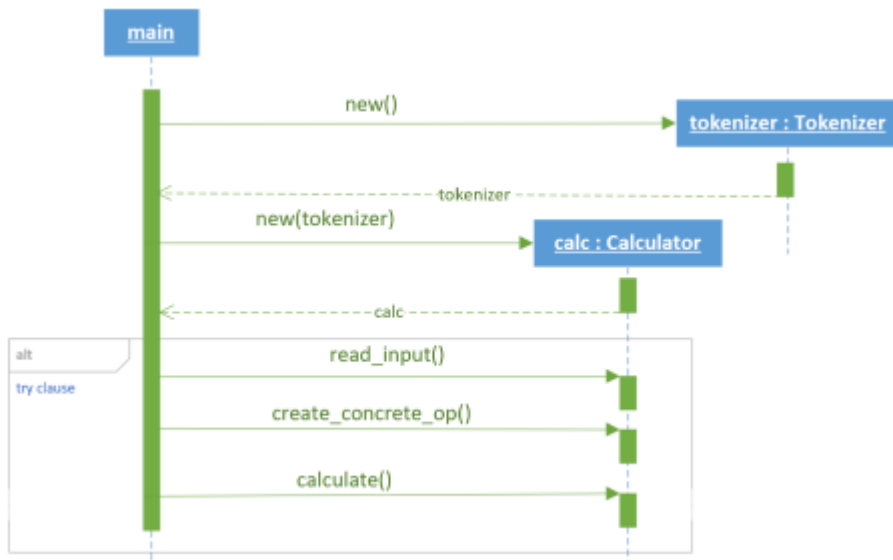 main
new()
tokenizer : Tokenizer
tokenizer
new(tokenizer)
calc : Calculator
calc
alt
read_input()
try clause
create_concrete_op()
calculate()